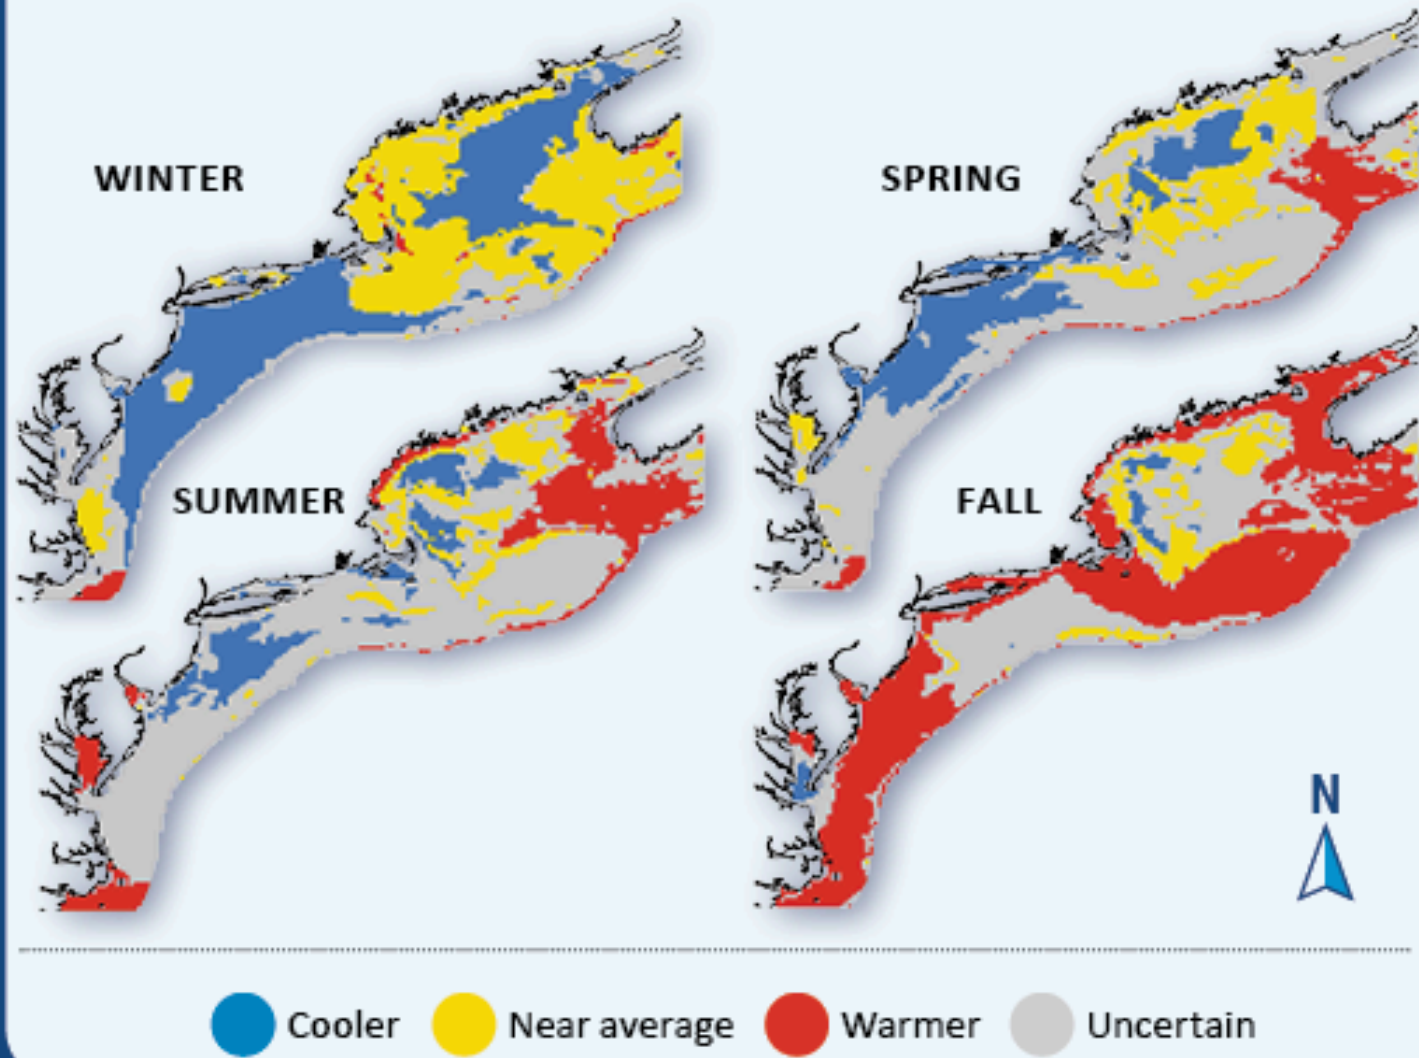 WINTER
SPRING
SUMMER
FALL
N
Cooler Near average Warmer Uncertain